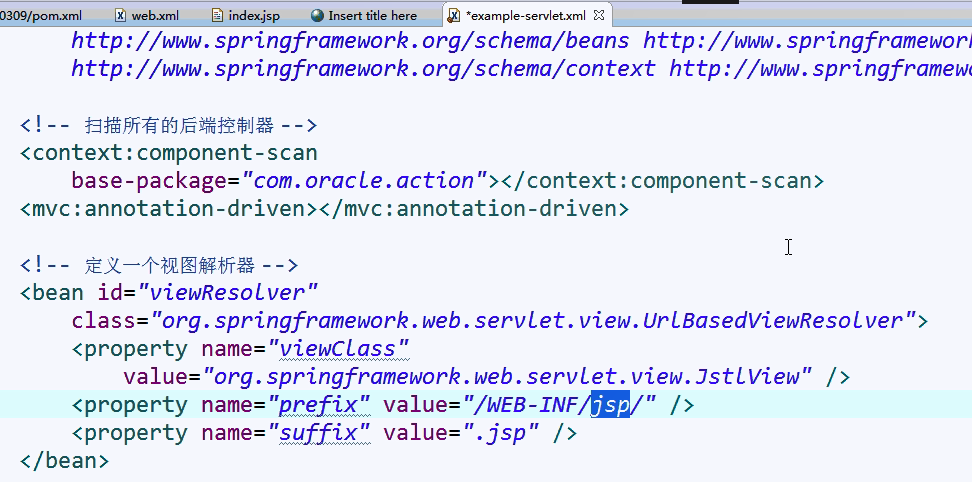 0309/pom.xml web.xml index.jsp Insert title here *example-servlet.xml
http://www.springframework.org/schema/beans http://www.springframework
http://www.springframework.org/schema/context http://www.springframewo
<!-- 扫描所有的后端控制器 -->
<context:component-scan
base-package="com.oracle.action"></context:component-scan>
<mvc:annotation-driven></mvc:annotation-driven>
<!-- 定义一个视图解析器 -->
<bean id="viewResolver"
class="org.springframework.web.servlet.view.UrlBasedViewResolver">
<property name="viewClass"
value="org.springframework.web.servlet.view.JstlView" />
<property name="prefix" value="/WEB-INF/jsp/" />
<property name="suffix" value=".jsp" />
</bean>